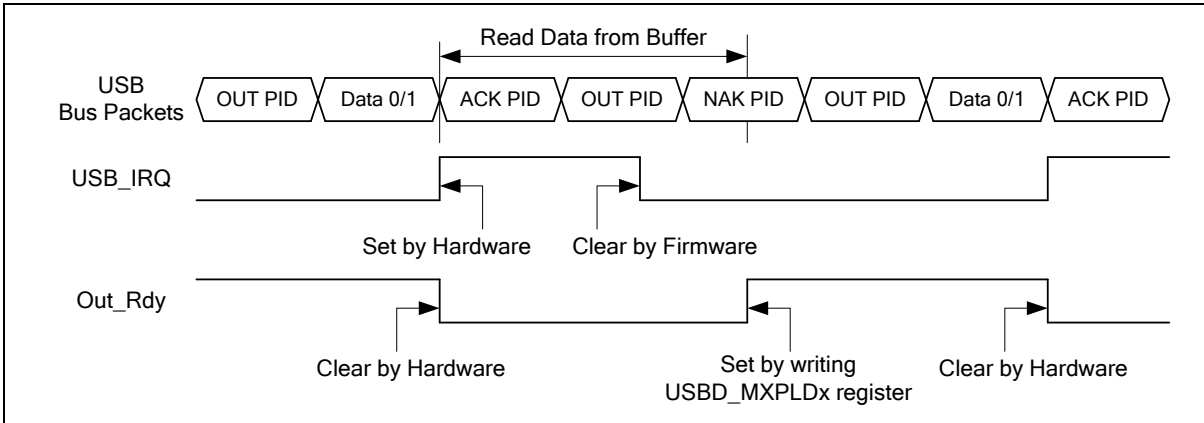 Read Data from Buffer
USB
Bus Packets
OUT PID Data 0/1 ACK PID OUT PID NAK PID OUT PID Data 0/1 ACK PID
USB_IRQ
Set by Hardware Clear by Firmware
Out_Rdy
Clear by Hardware Set by writing Clear by Hardware
USBD_MXPLDx register